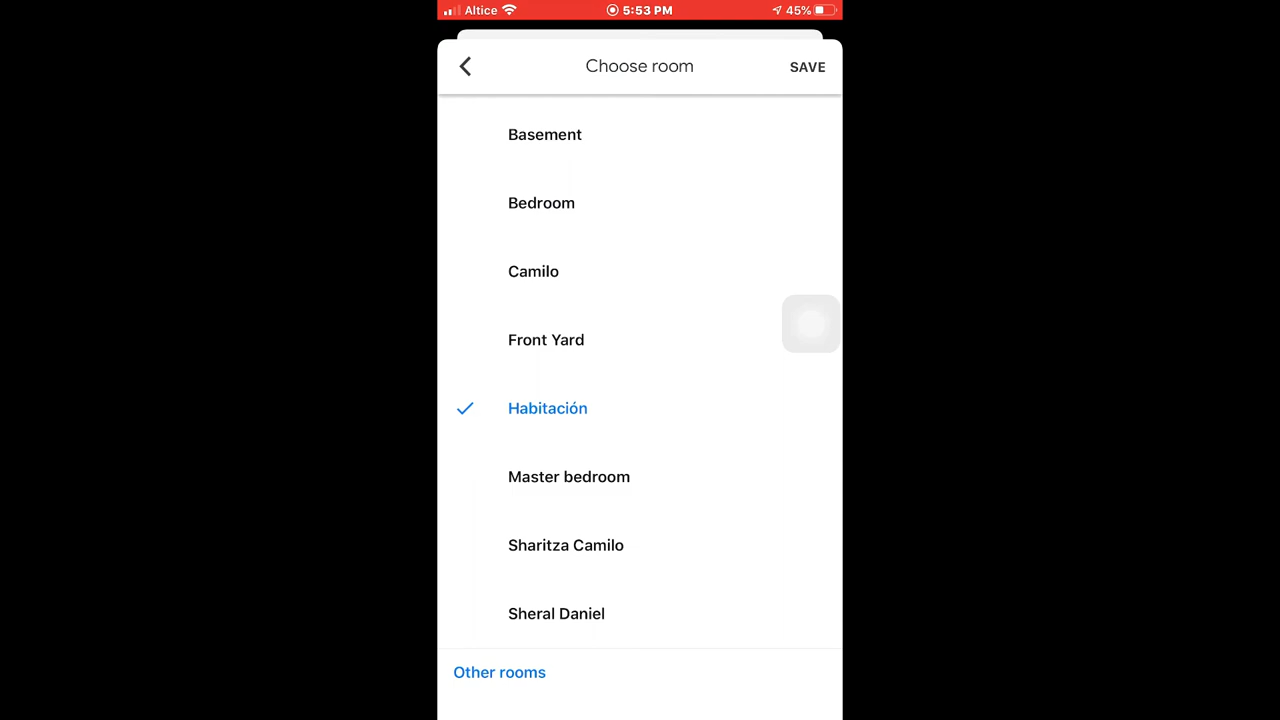 Altice 5:53 PM 45%
Choose room SAVE
Basement
Bedroom
Camilo
Front Yard
Habitación
Master bedroom
Sharitza Camilo
Sheral Daniel
Other rooms